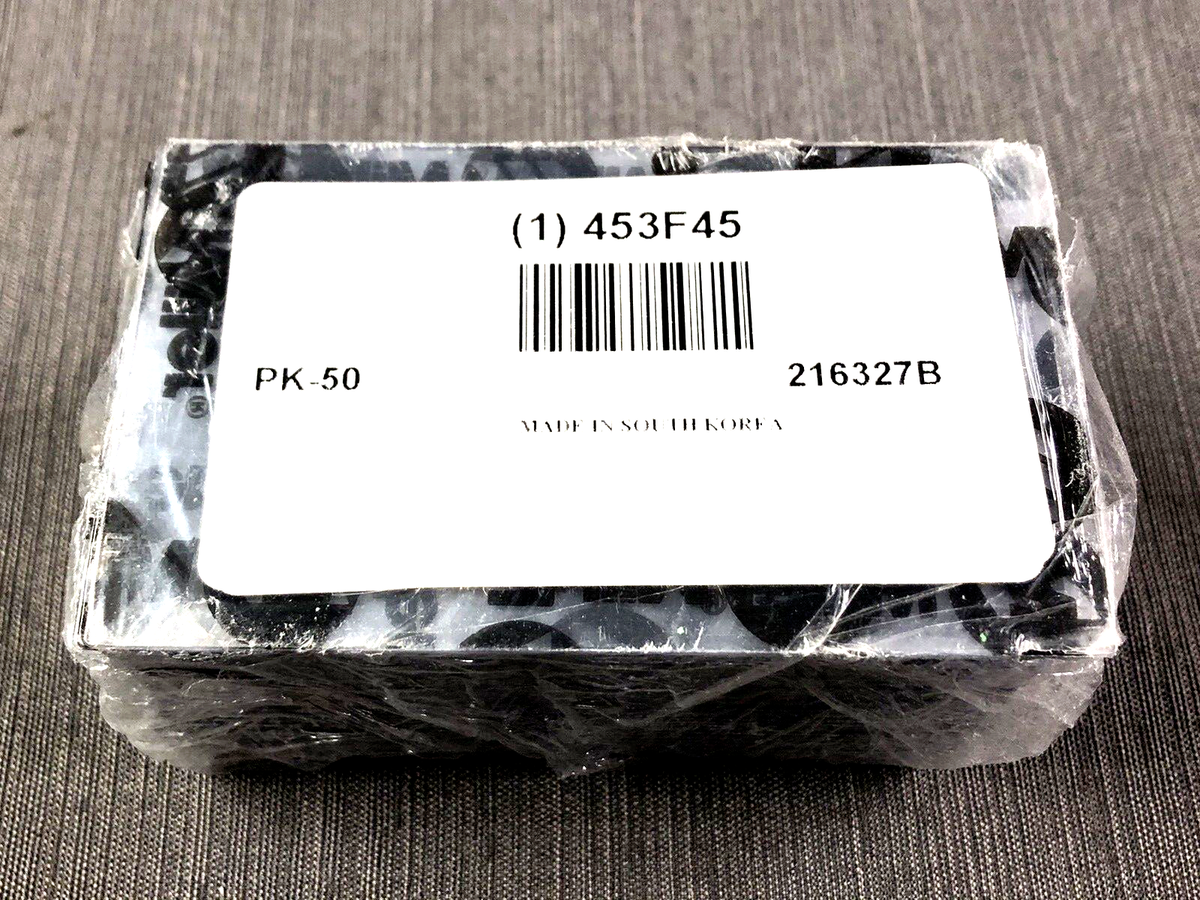 (1) 453F45
PK-50 216327B
MADE IN SOUTH KOREA